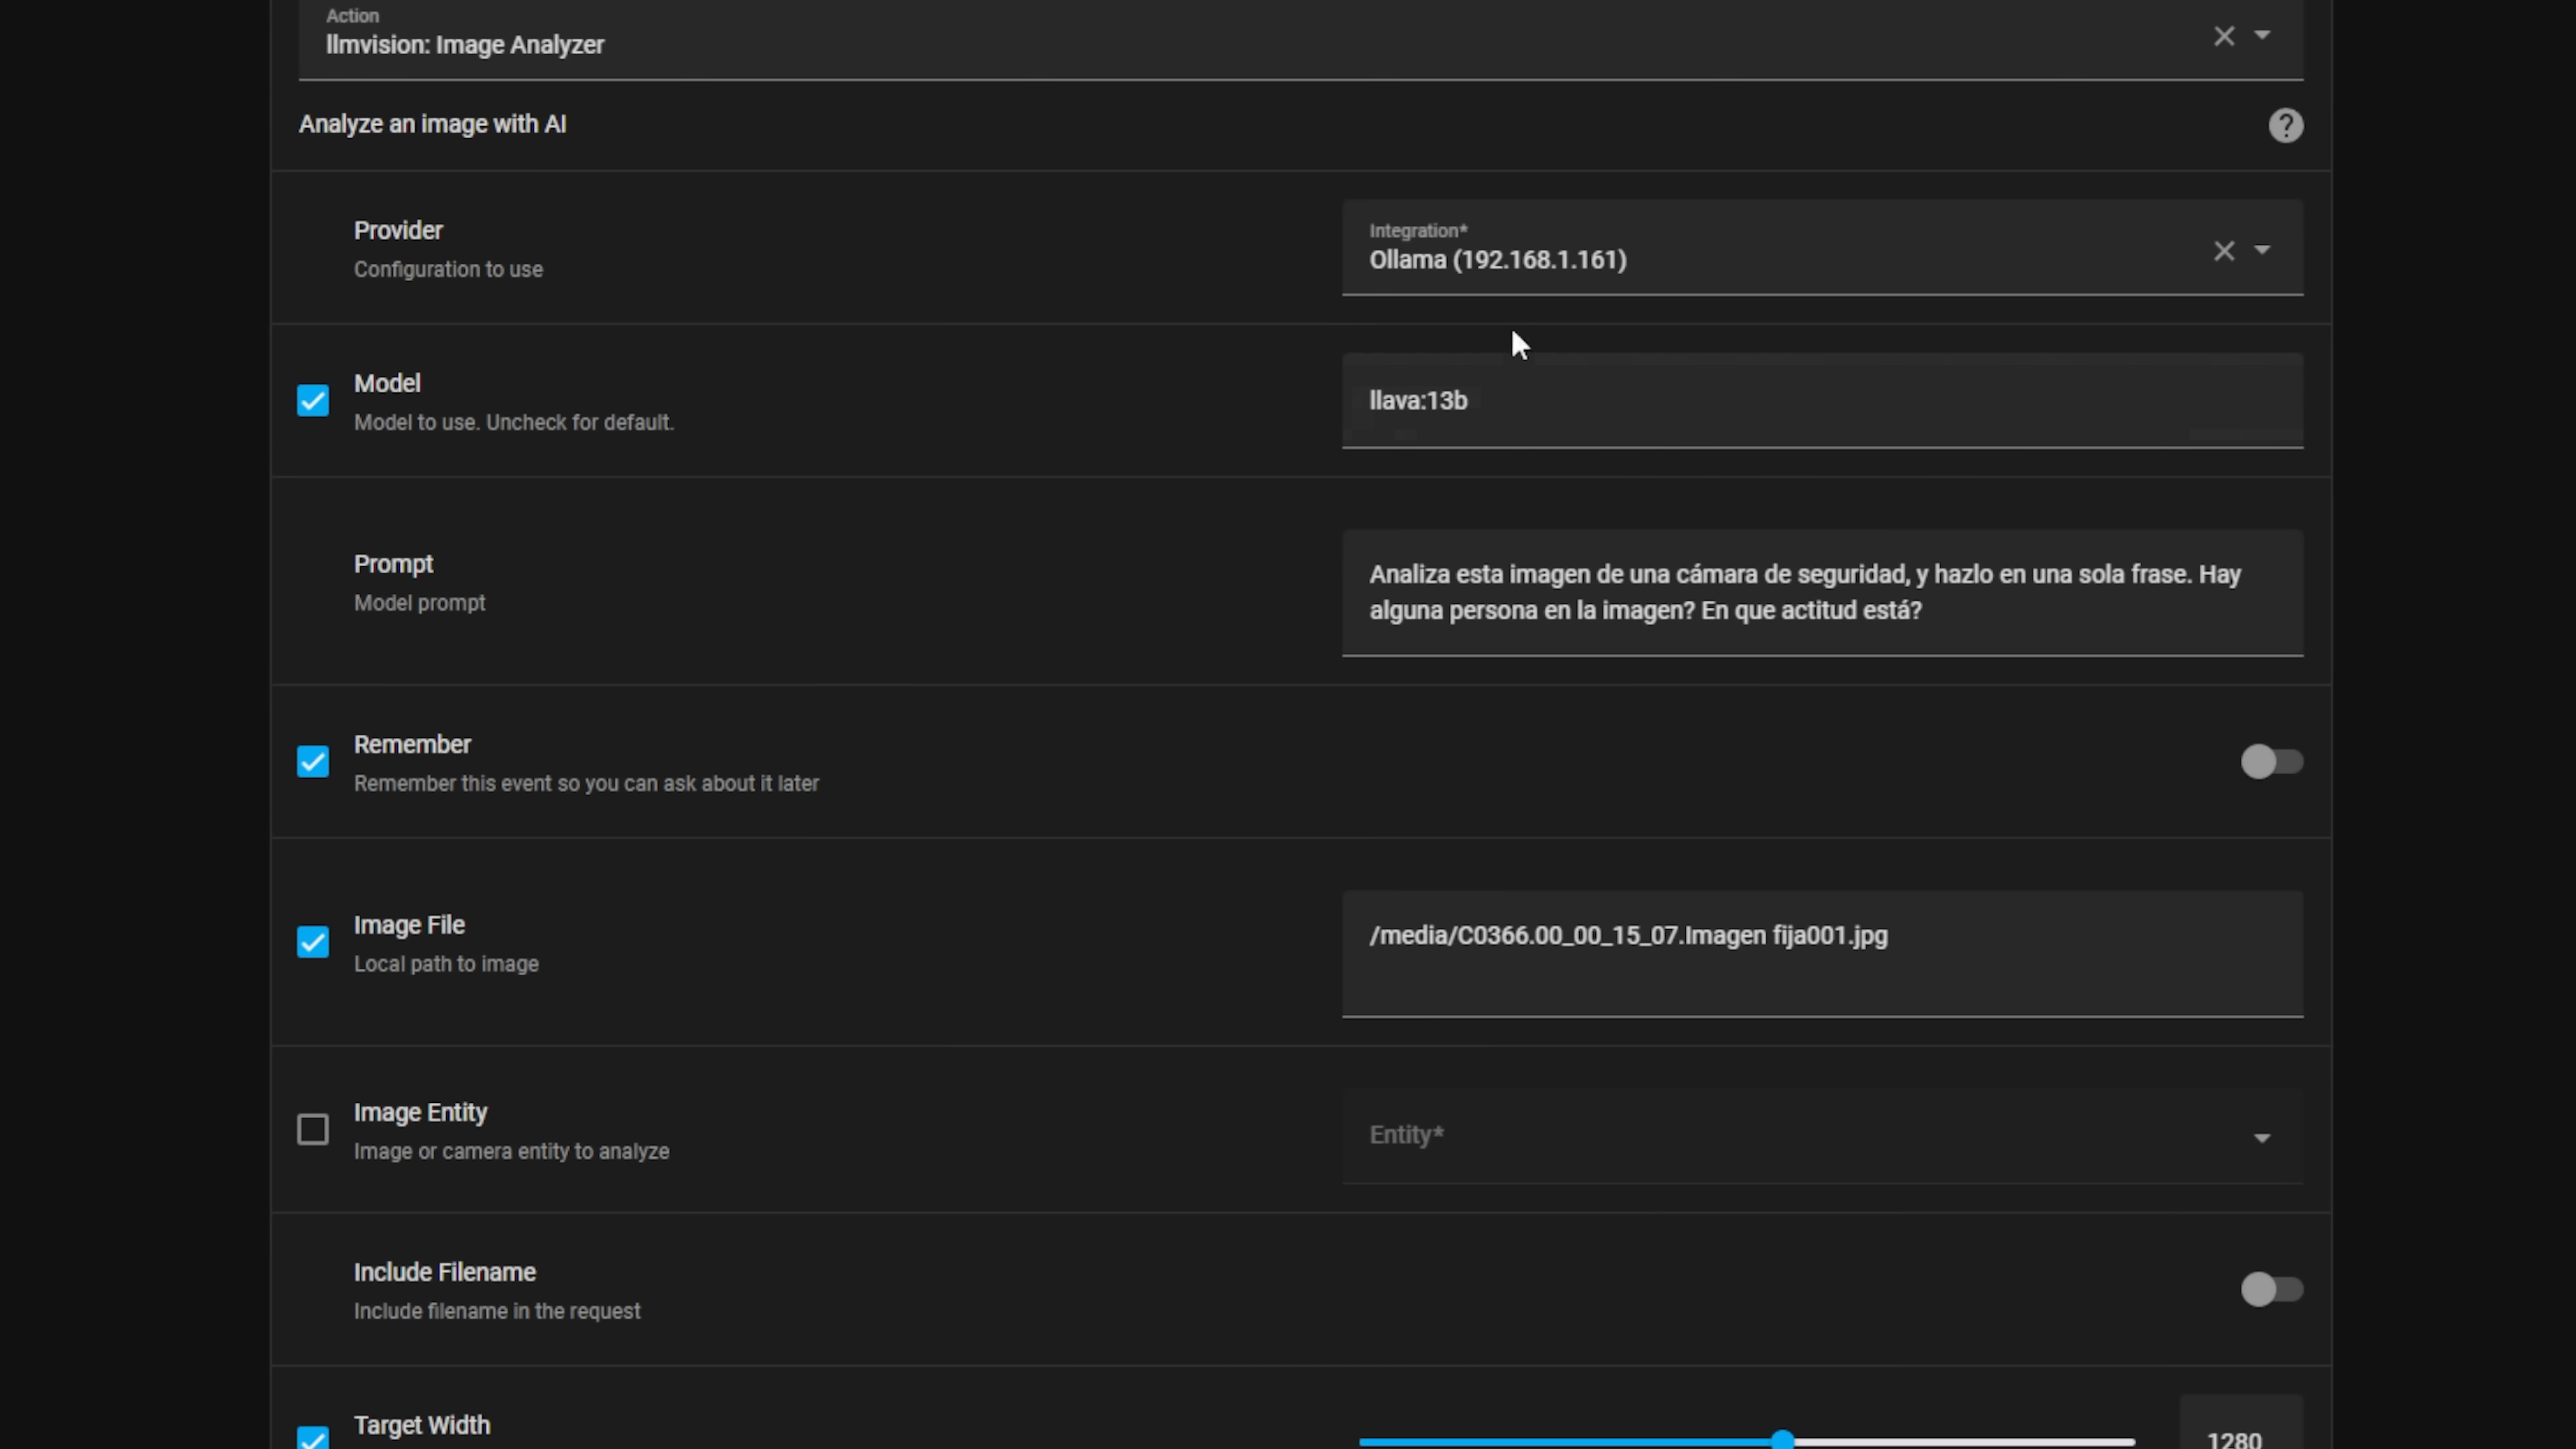 Action
llmvision: Image Analyzer
Analyze an image with AI
Provider
Configuration to use
Integration*
Ollama (192.168.1.161)
Model
Model to use. Uncheck for default.
llava:13b
Prompt
Model prompt
Analiza esta imagen de una cámara de seguridad, y hazlo en una sola frase. Hay
alguna persona en la imagen? En que actitud está?
Remember
Remember this event so you can ask about it later
Image File
Local path to image
/media/C0366.00_00_15_07.Imagen fija001.jpg
Image Entity
Image or camera entity to analyze
Entity*
Include Filename
Include filename in the request
Target Width
1280